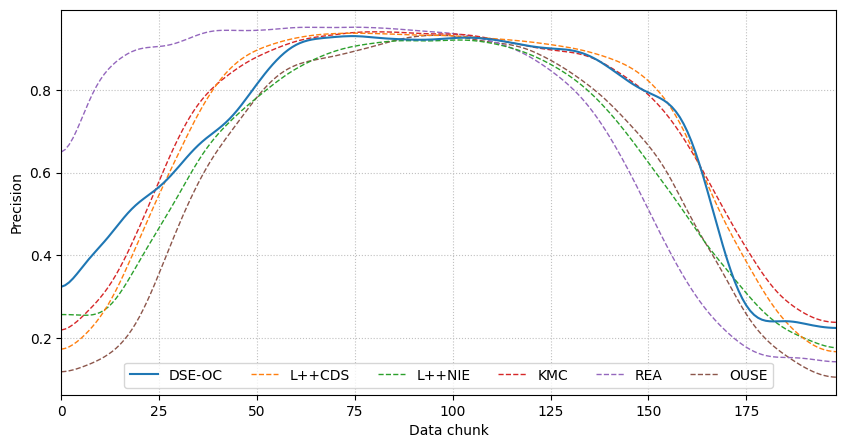 Precision
0.8
0.6
0.4
0.2
DSE-OC L++CDS L++NIE KMC REA OUSE
0 25 50 75 100 125 150 175
Data chunk